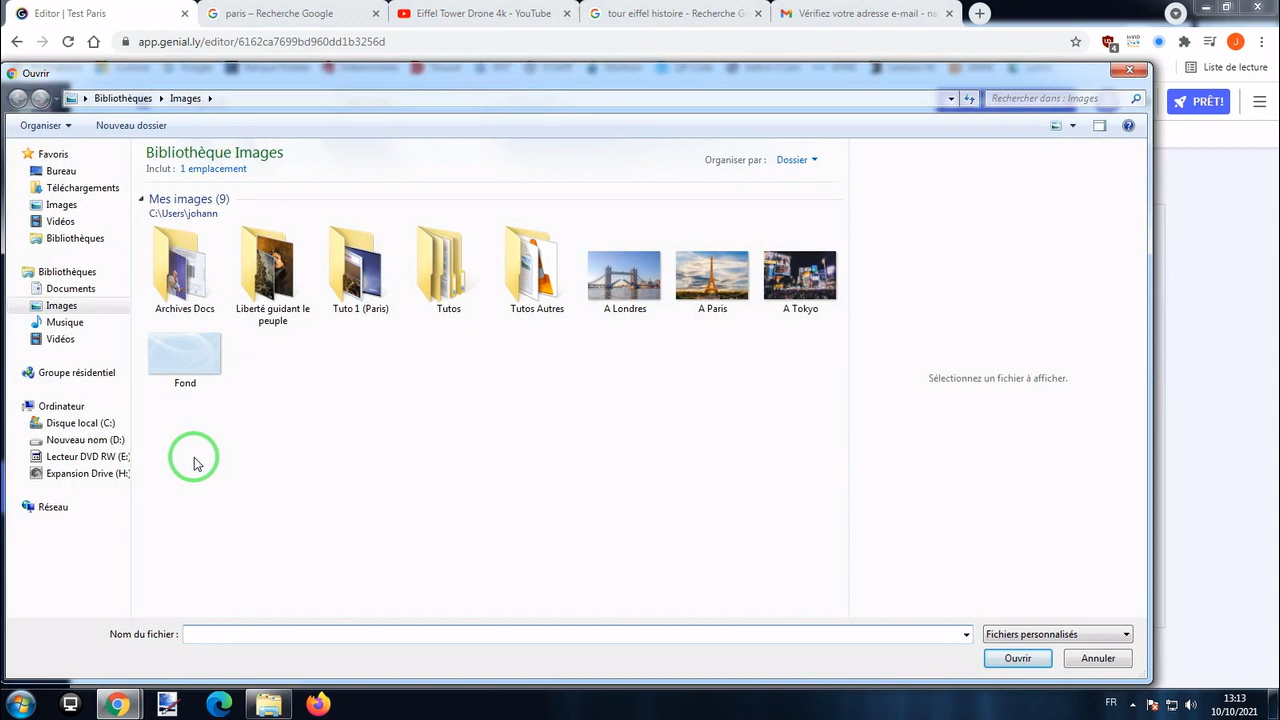 Editor | Test Paris
paris – Recherche Google
Eiffel Tower Drone 4k - YouTube
tour eiffel histoire - Recherche G
Vérifiez votre adresse e-mail - na
app.genial.ly/editor/6162ca7699bd960dd1b3256d
4
J
Liste de lecture
Ouvrir
Bibliothèques
Images
Rechercher dans : Images
PRÊT!
Organiser
Nouveau dossier
Favoris
Bureau
Téléchargements
Images
Vidéos
Bibliothèques
Bibliothèques
Documents
Images
Musique
Vidéos
Groupe résidentiel
Ordinateur
Disque local (C:)
Nouveau nom (D:)
Lecteur DVD RW (E:)
Expansion Drive (H:)
Réseau
Bibliothèque Images
Inclut : 1 emplacement
Organiser par : Dossier
Mes images (9)
C:\Users\johann
Archives Docs
Liberté guidant le
peuple
Tuto 1 (Paris)
Tutos
Tutos Autres
A Londres
A Paris
A Tokyo
Fond
Sélectionnez un fichier à afficher.
Nom du fichier :
Fichiers personnalisés
Ouvrir
Annuler
FR
13:13
10/10/2021